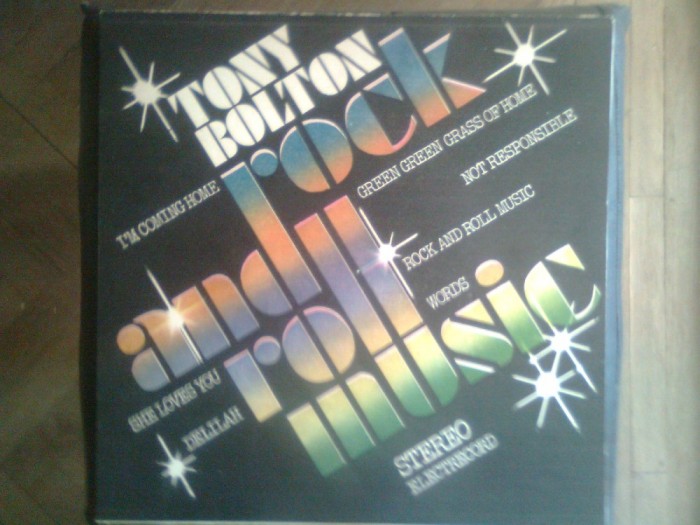 TONY
BOLTON
rock
and
roll
music
I'M COMING HOME
GREEN GREEN GRASS OF HOME
NOT RESPONSIBLE
ROCK AND ROLL MUSIC
WORDS
SHE LOVES YOU
DELILAH
STEREO
ELECTRECORD